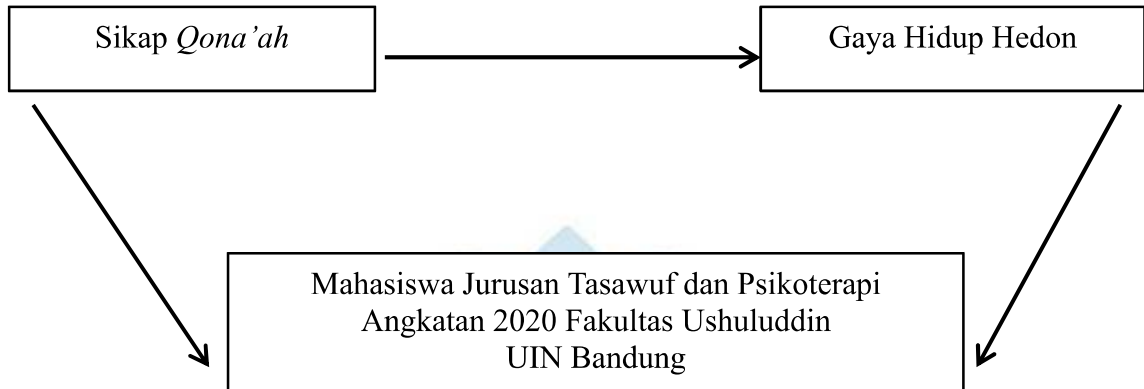 Sikap Qona’ah
Gaya Hidup Hedon
Mahasiswa Jurusan Tasawuf dan Psikoterapi
Angkatan 2020 Fakultas Ushuluddin
UIN Bandung